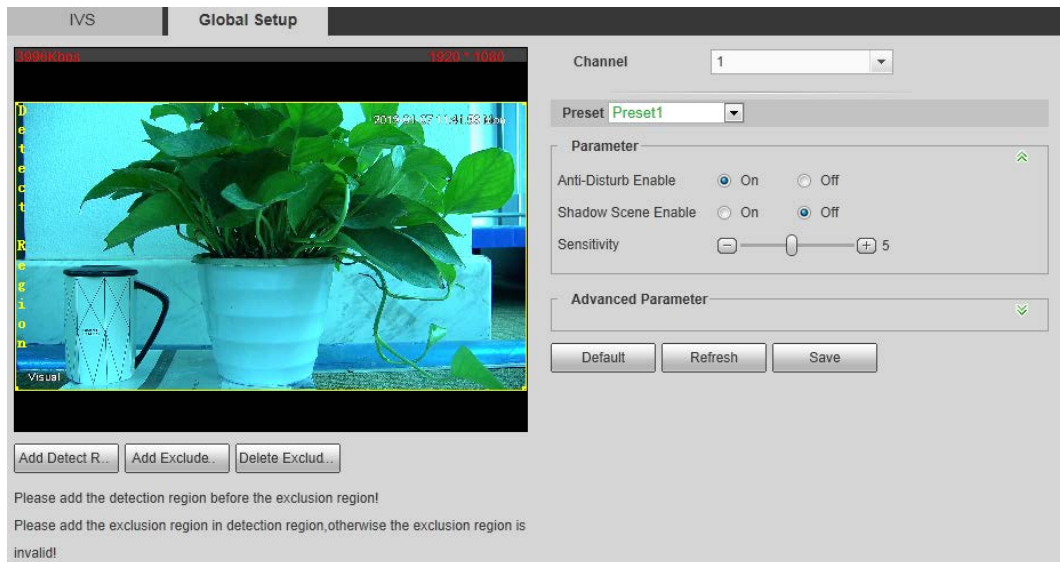 IVS
Global Setup
3996Kbps 1920 * 1080
Detect Region
Visual
Add Detect R..
Add Exclude..
Delete Exclud...
Please add the detection region before the exclusion region!
Please add the exclusion region in detection region,otherwise the exclusion region is
invalid!
Channel 1
Preset Preset1
Parameter
Anti-Disturb Enable On Off
Shadow Scene Enable On Off
Sensitivity 5
Advanced Parameter
Default Refresh Save